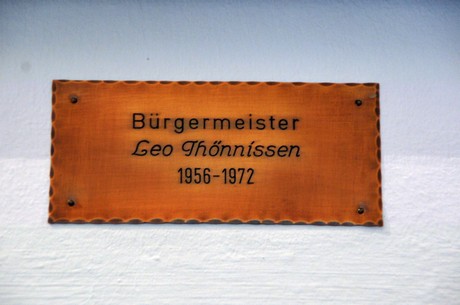 Bürgermeister
Leo Thönnissen
1956-1972